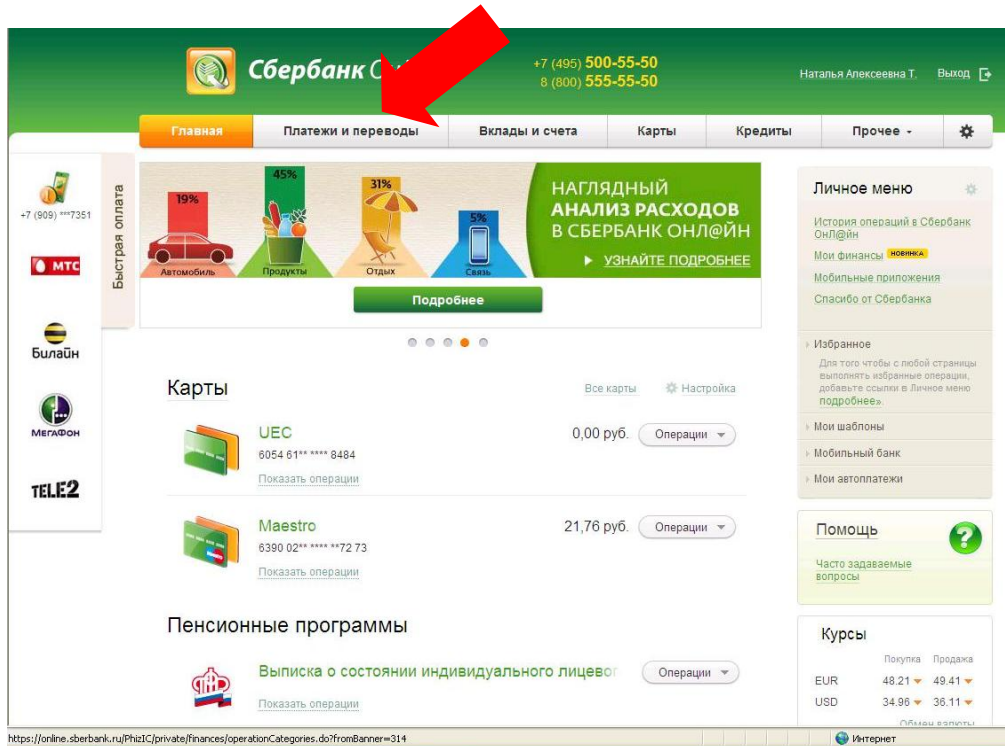 Сбербанк
+7 (495) 500-55-50
8 (800) 555-55-50
Наталья Алексеевна Т. Выход
Главная Платежи и переводы Вклады и счета Карты Кредиты Прочее
+7 (909) ***7351
МТС
Билайн
МЕГАФОН
TELE2
Быстрая оплата
19% 45% 31% 5%
Автомобиль Продукты Отдых Связь
НАГЛЯДНЫЙ
АНАЛИЗ РАСХОДОВ
В СБЕРБАНК ОНЛ@ЙН
УЗНАЙТЕ ПОДРОБНЕЕ
Подробнее
Карты Все карты Настройка
UEC 0,00 руб. Операции
6054 61** **** 8484
Показать операции
Maestro 21,76 руб. Операции
6390 02** **** **72 73
Показать операции
Пенсионные программы
Выписка о состоянии индивидуального лицевог Операции
Показать операции
Личное меню
История операций в Сбербанк
ОнЛ@йн
Мои финансы НОВИНКА
Мобильные приложения
Спасибо от Сбербанка
Избранное
Для того чтобы с любой страницы
выполнять избранные операции,
добавьте ссылки в Личное меню
подробнее»
Мои шаблоны
Мобильный банк
Мои автоплатежи
Помощь
Часто задаваемые
вопросы
Курсы
Покупка Продажа
EUR 48.21 49.41
USD 34.96 36.11
Обмен валюты
https://online.sberbank.ru/PhizIC/private/finances/operationCategories.do?fromBanner=314 Интернет